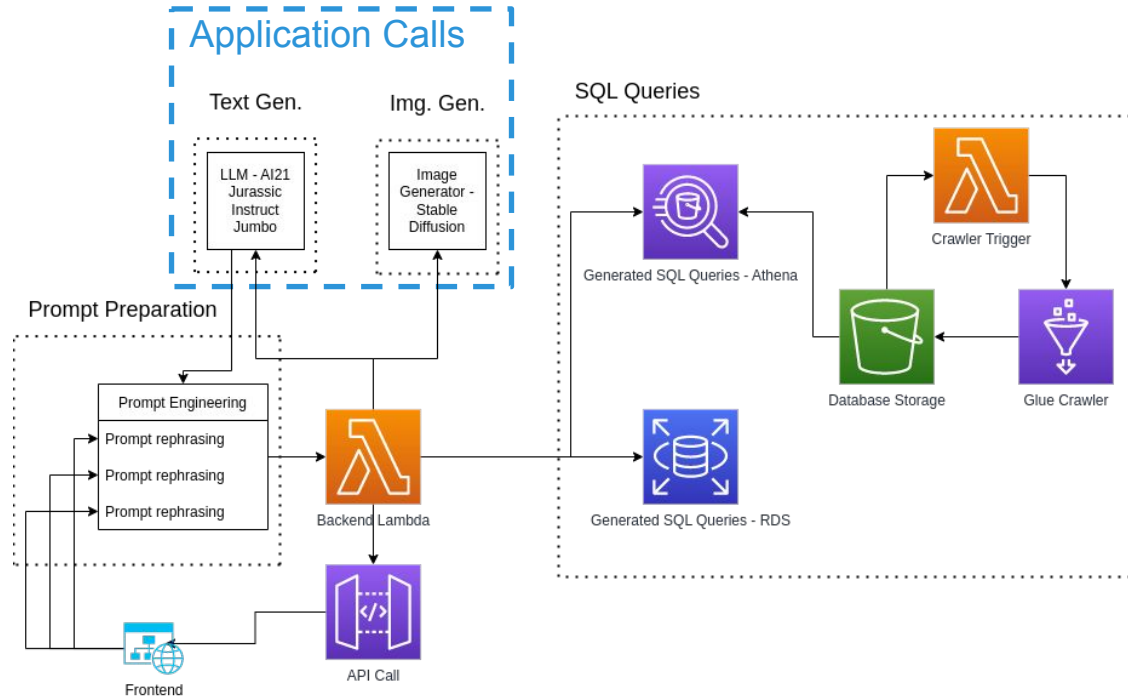 Application Calls
Text Gen.
Img. Gen.
SQL Queries
LLM - AI21
Jurassic
Instruct
Jumbo
Image
Generator -
Stable
Diffusion
Crawler Trigger
Generated SQL Queries - Athena
Prompt Preparation
Prompt Engineering
Database Storage
Glue Crawler
Prompt rephrasing
Prompt rephrasing
Prompt rephrasing
Backend Lambda
Generated SQL Queries - RDS
</>
API Call
Frontend